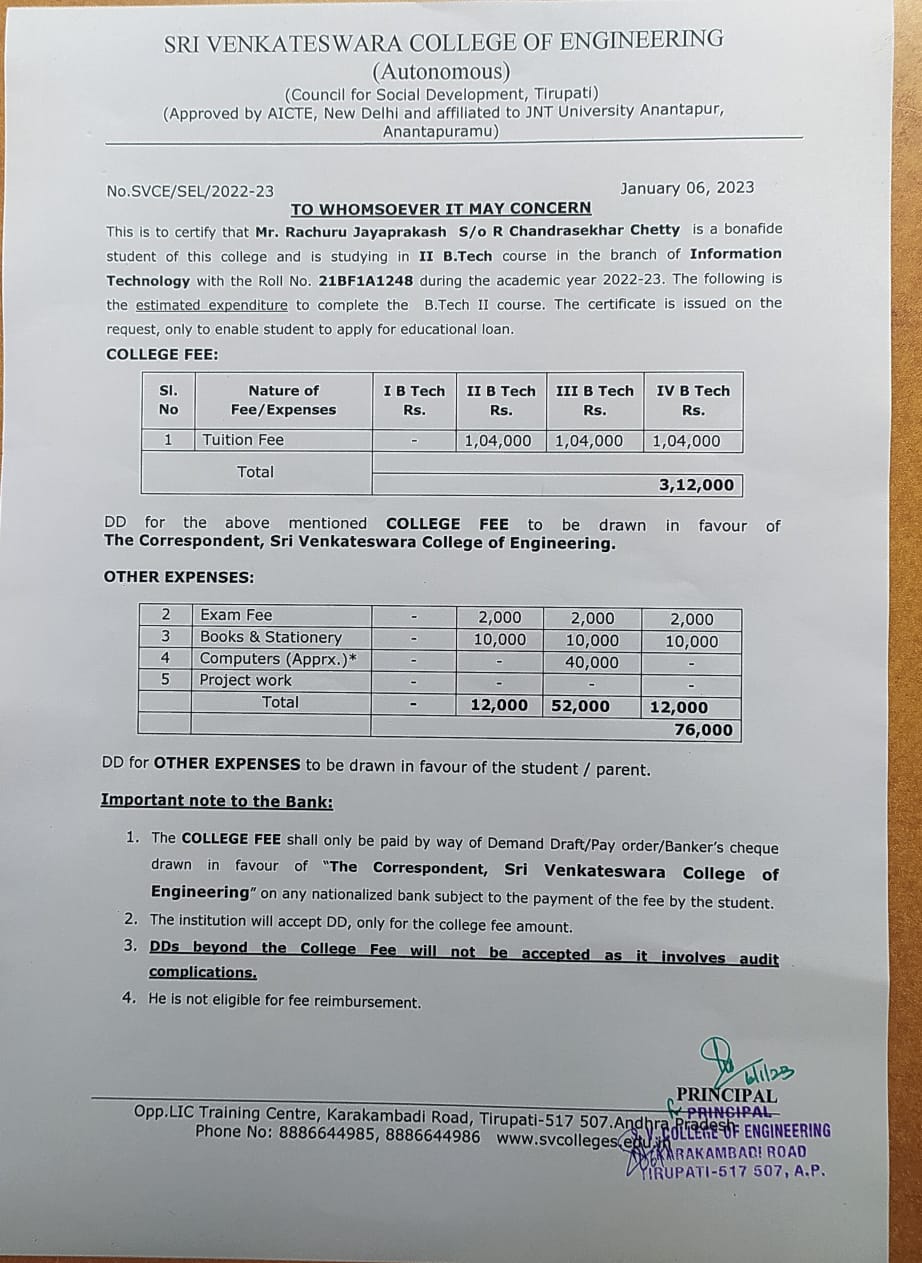 SRI VENKATESWARA COLLEGE OF ENGINEERING
(Autonomous)
(Council for Social Development, Tirupati)
(Approved by AICTE, New Delhi and affiliated to JNT University Anantapur,
Anantapuramu)
No.SVCE/SEL/2022-23 January 06, 2023
TO WHOMSOEVER IT MAY CONCERN
This is to certify that Mr. Rachuru Jayaprakash S/o R Chandrasekhar Chetty is a bonafide
student of this college and is studying in II B.Tech course in the branch of Information
Technology with the Roll No. 21BF1A1248 during the academic year 2022-23. The following is
the estimated expenditure to complete the B.Tech II course. The certificate is issued on the
request, only to enable student to apply for educational loan.
COLLEGE FEE:
Sl. Nature of I B Tech II B Tech III B Tech IV B Tech
No Fee/Expenses Rs. Rs. Rs. Rs.
1 Tuition Fee - 1,04,000 1,04,000 1,04,000
Total
3,12,000
DD for the above mentioned COLLEGE FEE to be drawn in favour of
The Correspondent, Sri Venkateswara College of Engineering.
OTHER EXPENSES:
2 Exam Fee - 2,000 2,000 2,000
3 Books & Stationery - 10,000 10,000 10,000
4 Computers (Apprx.)* - - 40,000 -
5 Project work - - - -
Total - 12,000 52,000 12,000
76,000
DD for OTHER EXPENSES to be drawn in favour of the student / parent.
Important note to the Bank:
1. The COLLEGE FEE shall only be paid by way of Demand Draft/Pay order/Banker's cheque
drawn in favour of "The Correspondent, Sri Venkateswara College of
Engineering" on any nationalized bank subject to the payment of the fee by the student.
2. The institution will accept DD, only for the college fee amount.
3. DDs beyond the College Fee will not be accepted as it involves audit
complications.
4. He is not eligible for fee reimbursement.
6/1/23
PRINCIPAL
PRINCIPAL
Opp.LIC Training Centre, Karakambadi Road, Tirupati-517 507.Andhra Pradesh
S.V. COLLEGE OF ENGINEERING
Phone No: 8886644985, 8886644986 www.svcolleges.edu.in
KARAKAMBADI ROAD
TIRUPATI-517 507, A.P.